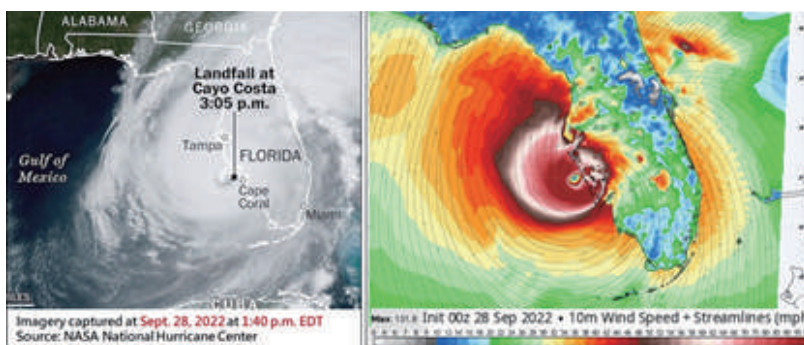 ALABAMA
GEORGIA
Landfall at
Cayo Costa
3:05 p.m.
Tampa
FLORIDA
Gulf of
Mexico
Cape
Coral
Miami
CUBA
Imagery captured at Sept. 28, 2022 at 1:40 p.m. EDT
Source: NASA National Hurricane Center
Init 00z 28 Sep 2022 • 10m Wind Speed + Streamlines (mph